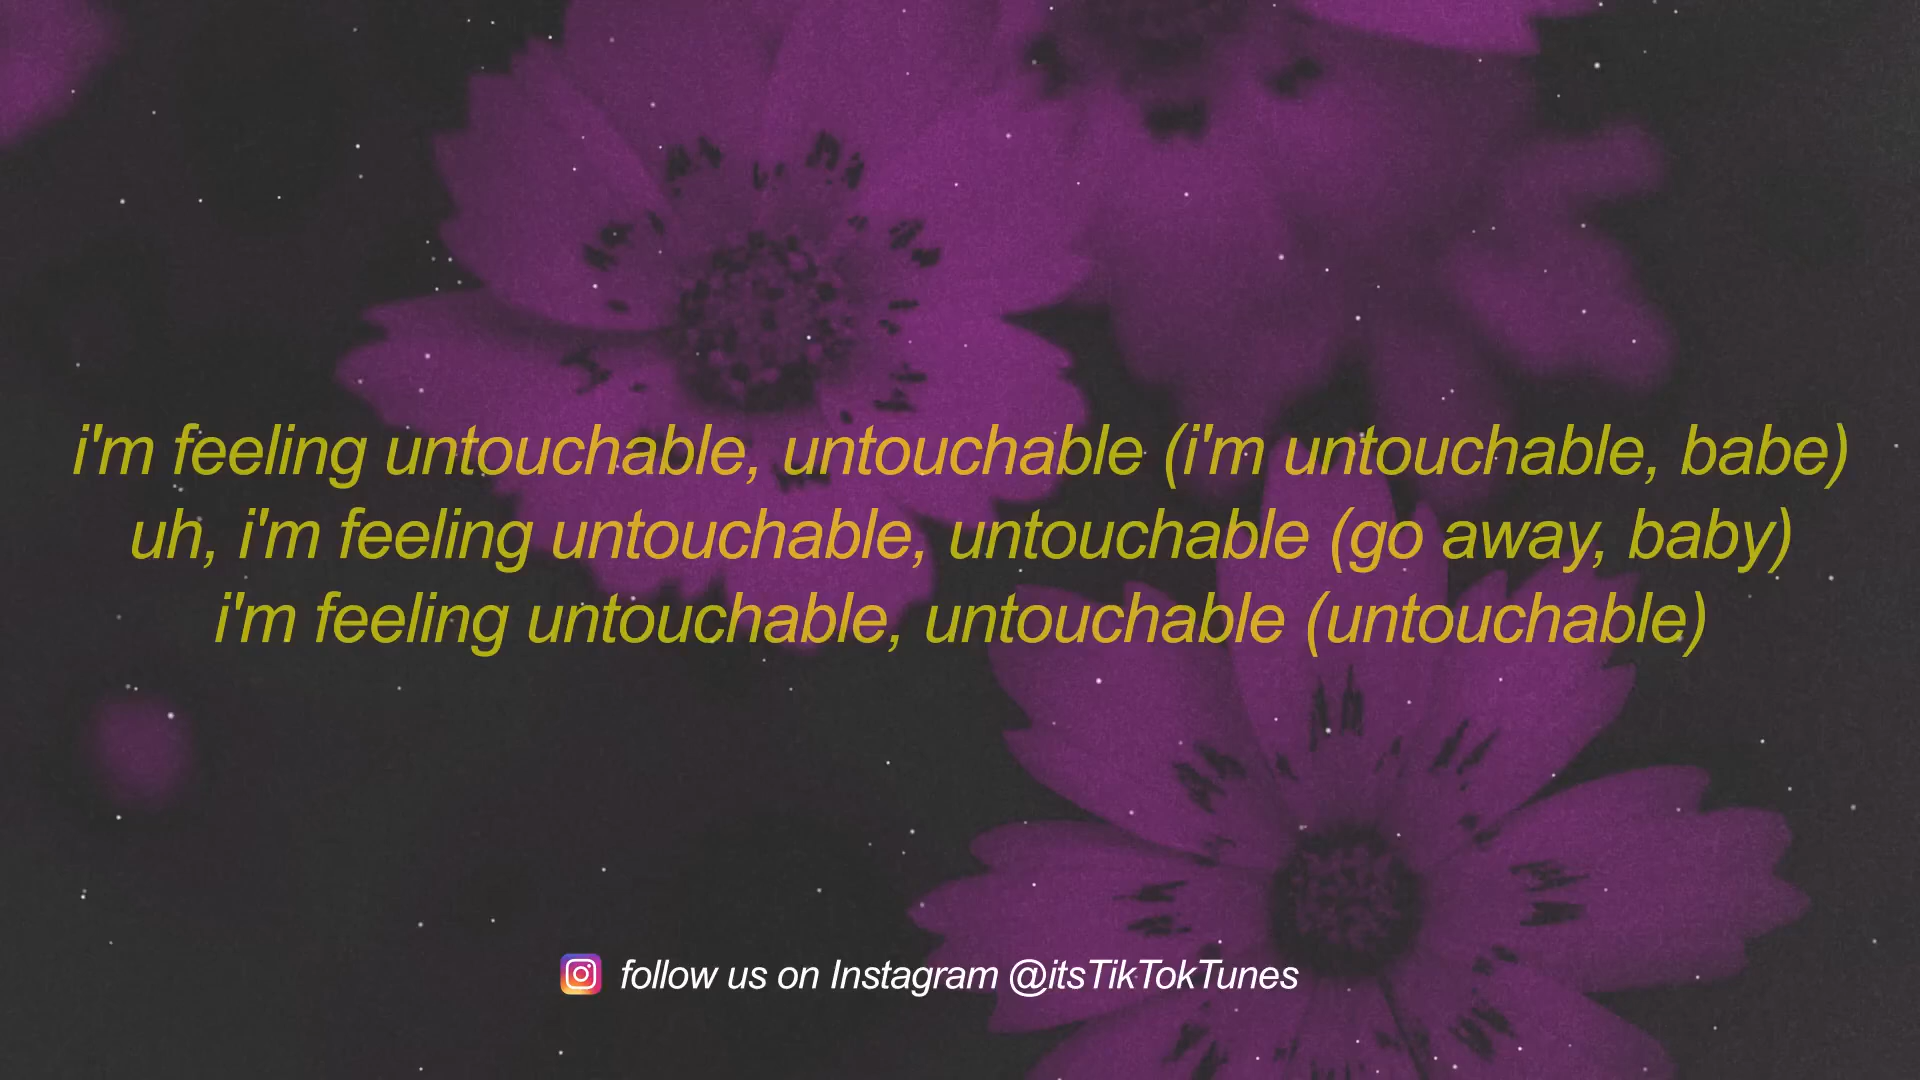 i'm feeling untouchable, untouchable (i'm untouchable, babe)
uh, i'm feeling untouchable, untouchable (go away, baby)
i'm feeling untouchable, untouchable (untouchable)
follow us on Instagram @itsTikTokTunes